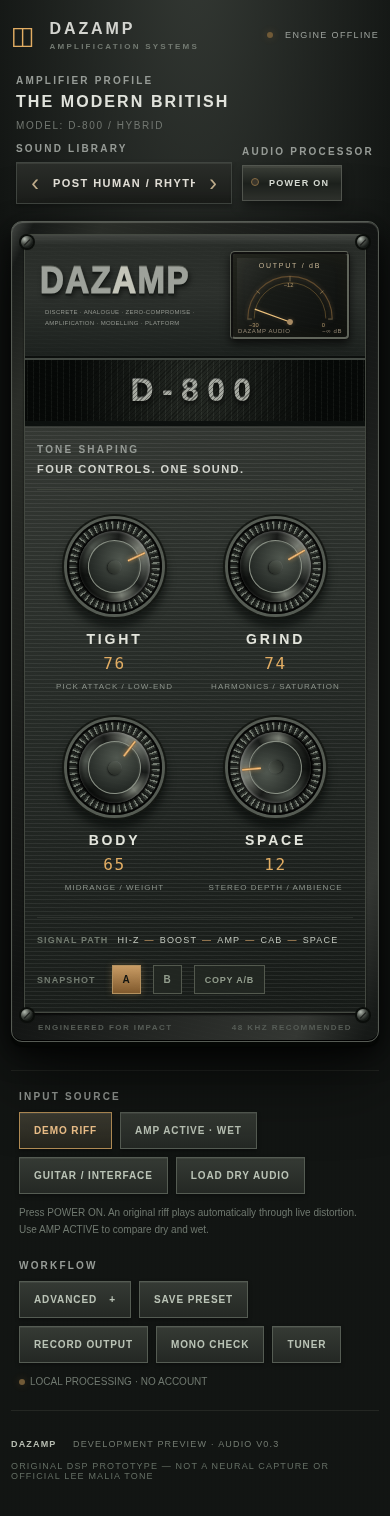 DAZAMP
AMPLIFICATION SYSTEMS
ENGINE OFFLINE
AMPLIFIER PROFILE
THE MODERN BRITISH
MODEL: D-800 / HYBRID
SOUND LIBRARY
AUDIO PROCESSOR
‹ POST HUMAN / RHYTH ›
POWER ON
DAZAMP
DISCRETE · ANALOGUE · ZERO-COMPROMISE
AMPLIFICATION · MODELLING · PLATFORM
OUTPUT / dB
-12
-30
0
DAZAMP AUDIO
-∞ dB
D-800
TONE SHAPING
FOUR CONTROLS. ONE SOUND.
TIGHT
76
PICK ATTACK / LOW-END
GRIND
74
HARMONICS / SATURATION
BODY
65
MIDRANGE / WEIGHT
SPACE
12
STEREO DEPTH / AMBIENCE
SIGNAL PATH HI-Z — BOOST — AMP — CAB — SPACE
SNAPSHOT A B COPY A/B
ENGINEERED FOR IMPACT
48 KHZ RECOMMENDED
INPUT SOURCE
DEMO RIFF
AMP ACTIVE · WET
GUITAR / INTERFACE
LOAD DRY AUDIO
Press POWER ON. An original riff plays automatically through live distortion.
Use AMP ACTIVE to compare dry and wet.
WORKFLOW
ADVANCED +
SAVE PRESET
RECORD OUTPUT
MONO CHECK
TUNER
LOCAL PROCESSING · NO ACCOUNT
DAZAMP DEVELOPMENT PREVIEW · AUDIO V0.3
ORIGINAL DSP PROTOTYPE — NOT A NEURAL CAPTURE OR
OFFICIAL LEE MALIA TONE